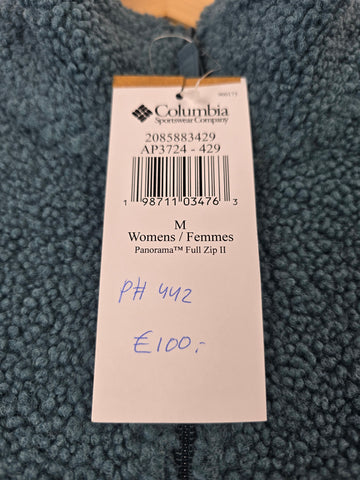 Columbia
Sportswear Company
2085883429
AP3724 - 429
1 98711 03476 3
M
Womens / Femmes
Panorama™ Full Zip II
PH 442
€100.-